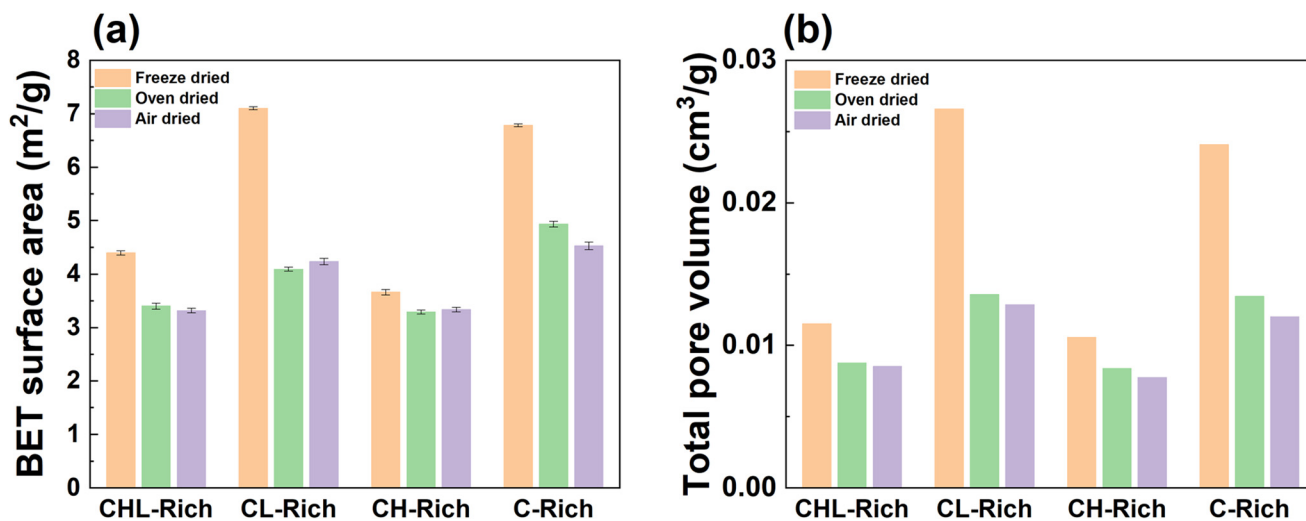 (a)
BET surface area (m²/g)
8
7
6
5
4
3
2
1
0
Freeze dried
Oven dried
Air dried
CHL-Rich CL-Rich CH-Rich C-Rich
(b)
Total pore volume (cm³/g)
0.03
0.02
0.01
0.00
Freeze dried
Oven dried
Air dried
CHL-Rich CL-Rich CH-Rich C-Rich